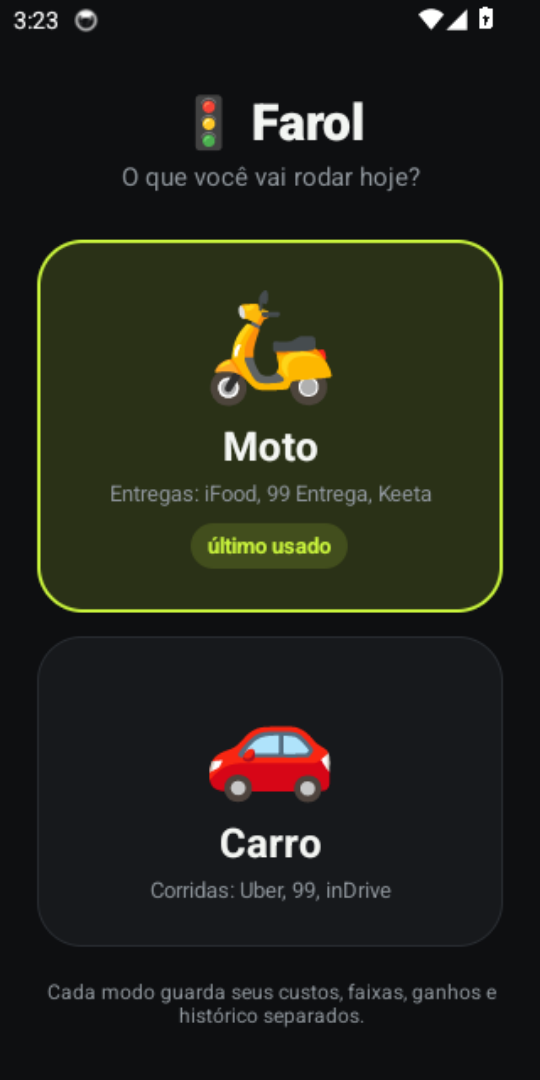 3:23
Farol
O que você vai rodar hoje?
Moto
Entregas: iFood, 99 Entrega, Keeta
último usado
Carro
Corridas: Uber, 99, inDrive
Cada modo guarda seus custos, faixas, ganhos e
histórico separados.